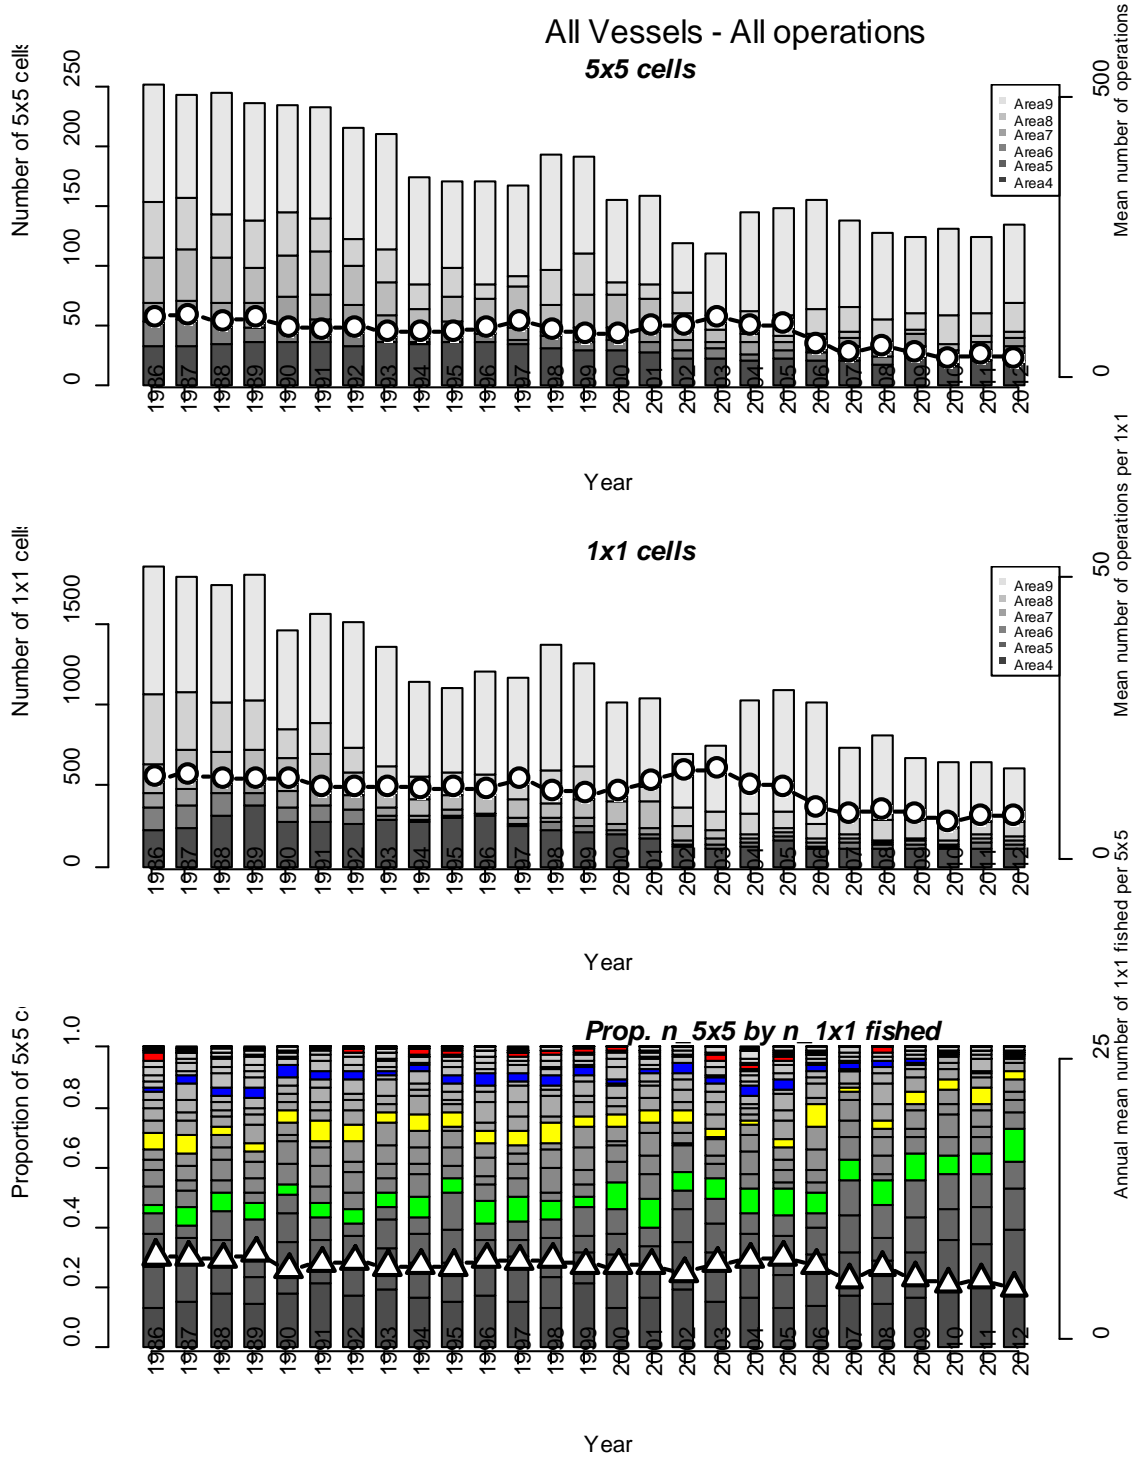 All Vessels - All operations
5x5 cells
Number of 5x5 cells
0 50 100 150 200 250
Area9
Area8
Area7
Area6
Area5
Area4
0 500
Mean number of operations
1986 1987 1988 1989 1990 1991 1992 1993 1994 1995 1996 1997 1998 1999 2000 2001 2002 2003 2004 2005 2006 2007 2008 2009 2010 2011 2012
Year
1x1 cells
Number of 1x1 cells
0 500 1000 1500
Area9
Area8
Area7
Area6
Area5
Area4
0 50
Mean number of operations per 1x1
1986 1987 1988 1989 1990 1991 1992 1993 1994 1995 1996 1997 1998 1999 2000 2001 2002 2003 2004 2005 2006 2007 2008 2009 2010 2011 2012
Year
Prop. n_5x5 by n_1x1 fished
Proportion of 5x5 c
0.0 0.2 0.4 0.6 0.8 1.0
0 25
Annual mean number of 1x1 fished per 5x5
1986 1987 1988 1989 1990 1991 1992 1993 1994 1995 1996 1997 1998 1999 2000 2001 2002 2003 2004 2005 2006 2007 2008 2009 2010 2011 2012
Year